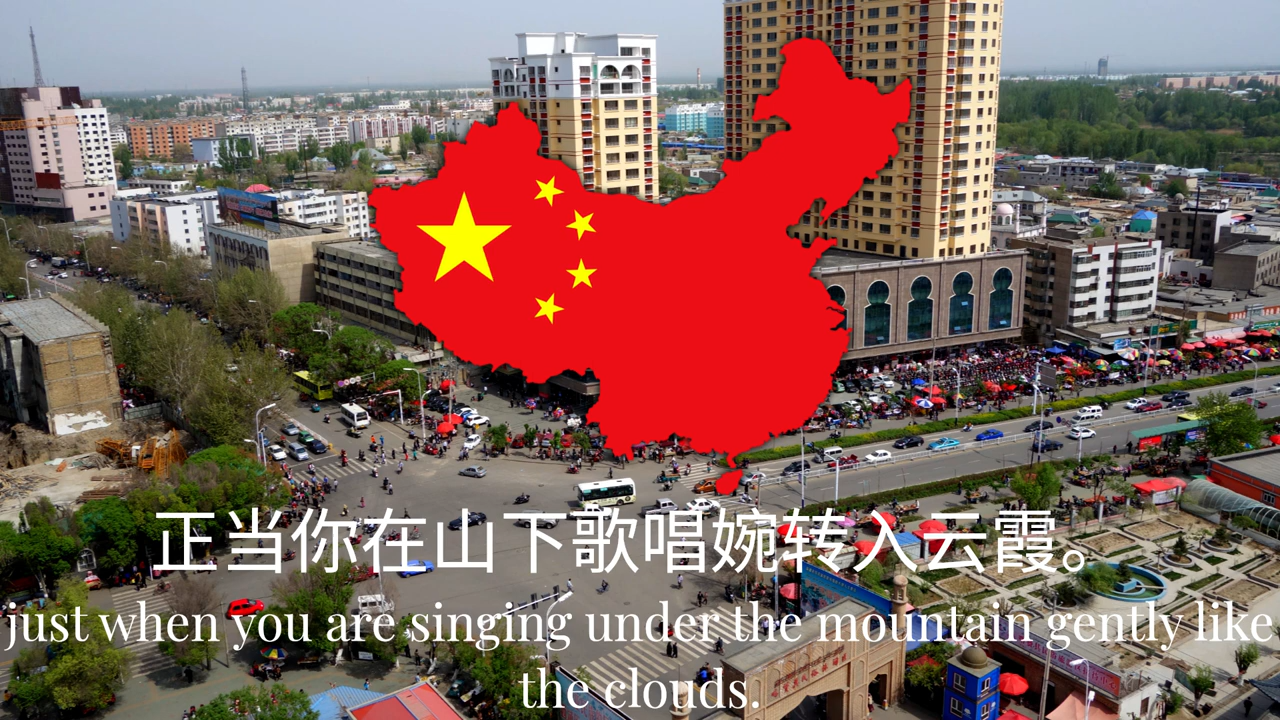 正当你在山下歌唱婉转入云霞。
just when you are singing under the mountain gently like
the clouds.